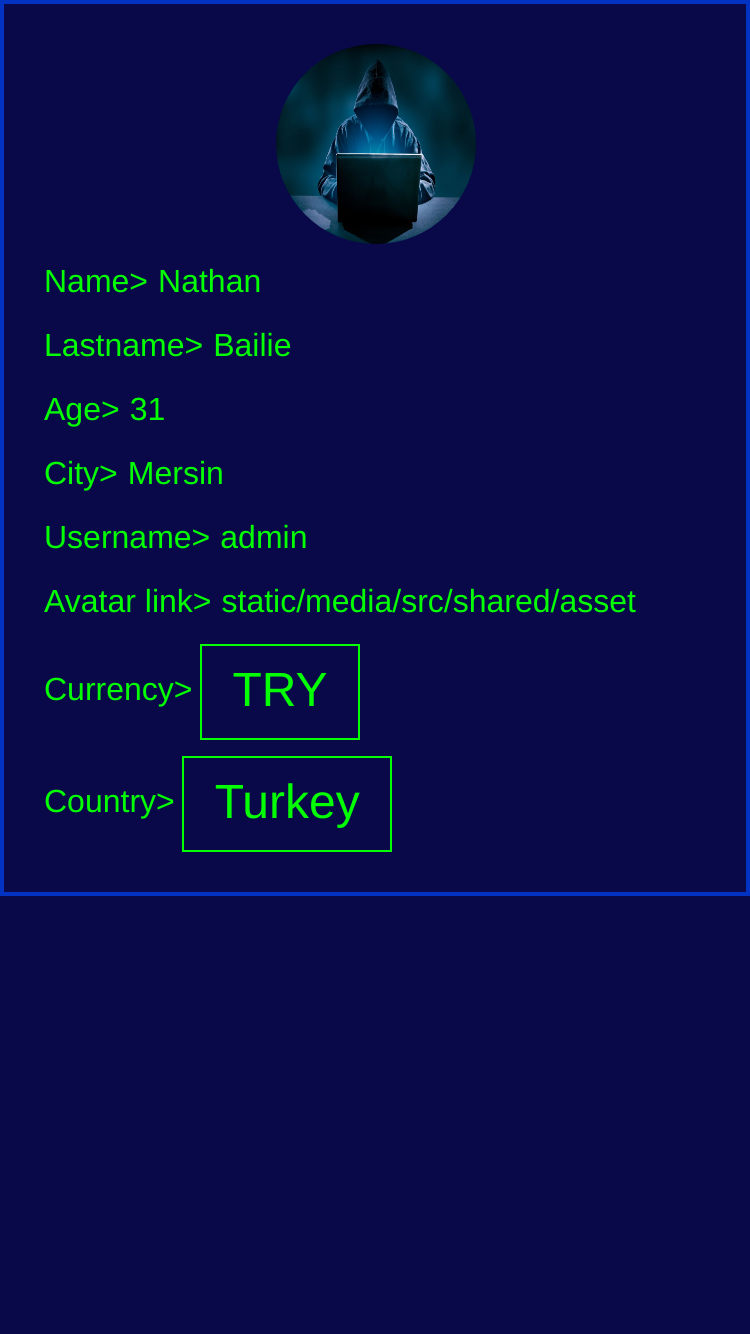 Name> Nathan
Lastname> Bailie
Age> 31
City> Mersin
Username> admin
Avatar link> static/media/src/shared/asset
Currency> TRY
Country> Turkey